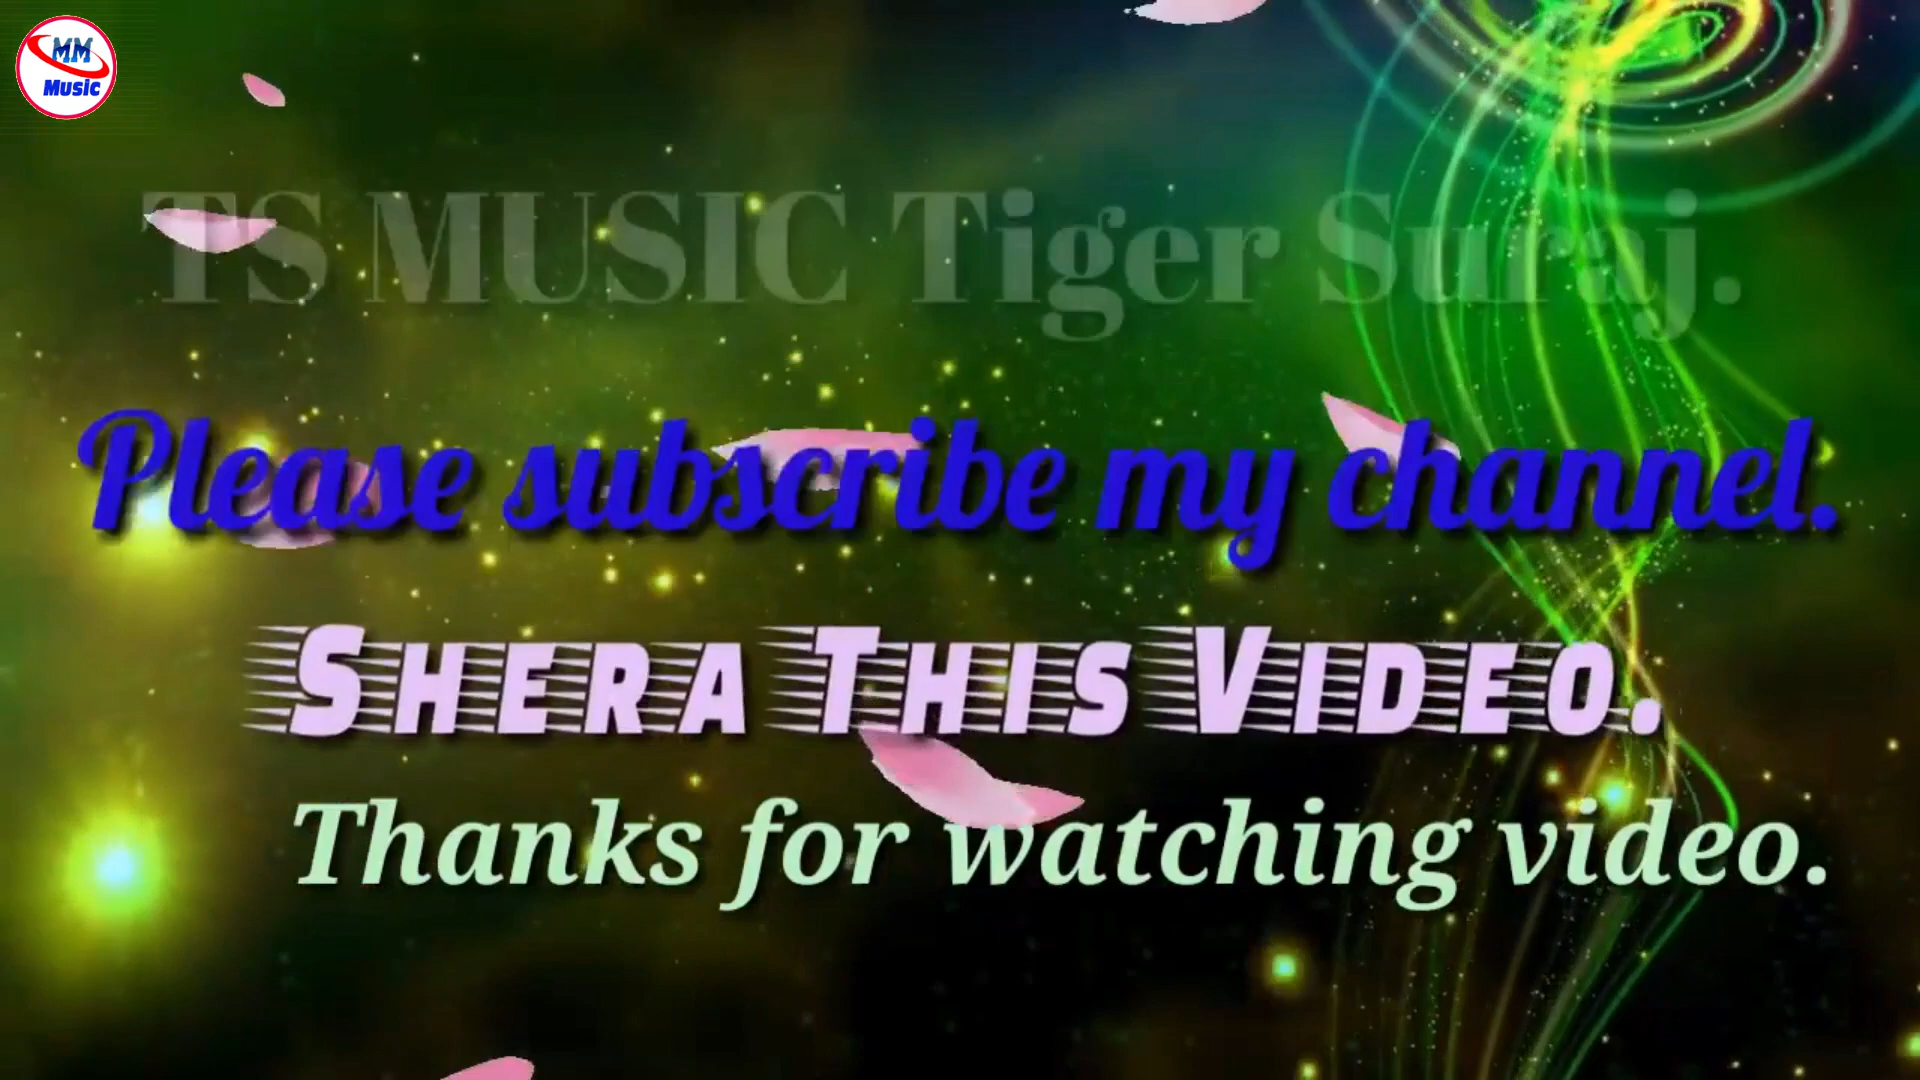 MM
Music
TS MUSIC Tiger Suraj.
Please subscribe my channel.
SHERA THIS VIDEO.
Thanks for watching video.